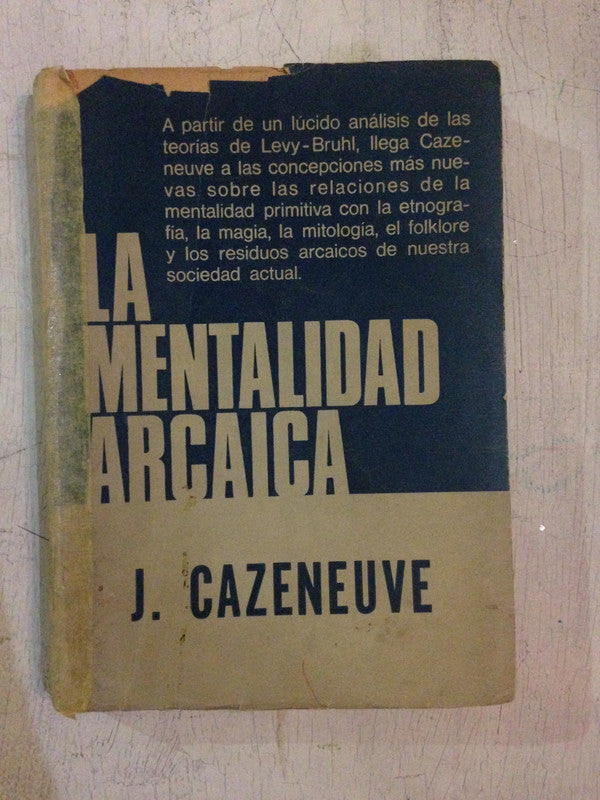 A partir de un lúcido análisis de las
teorías de Levy-Bruhl, llega Caze-
neuve a las concepciones más nue-
vas sobre las relaciones de la
mentalidad primitiva con la etnogra-
fia, la magia, la mitología, el folklore
y los residuos arcaicos de nuestra
sociedad actual.
LA
MENTALIDAD
ARCAICA
J. CAZENEUVE